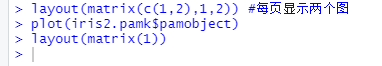 > layout(matrix(c(1,2),1,2)) #每页显示两个图
> plot(iris2.pamk$pamobject)
> layout(matrix(1))
>